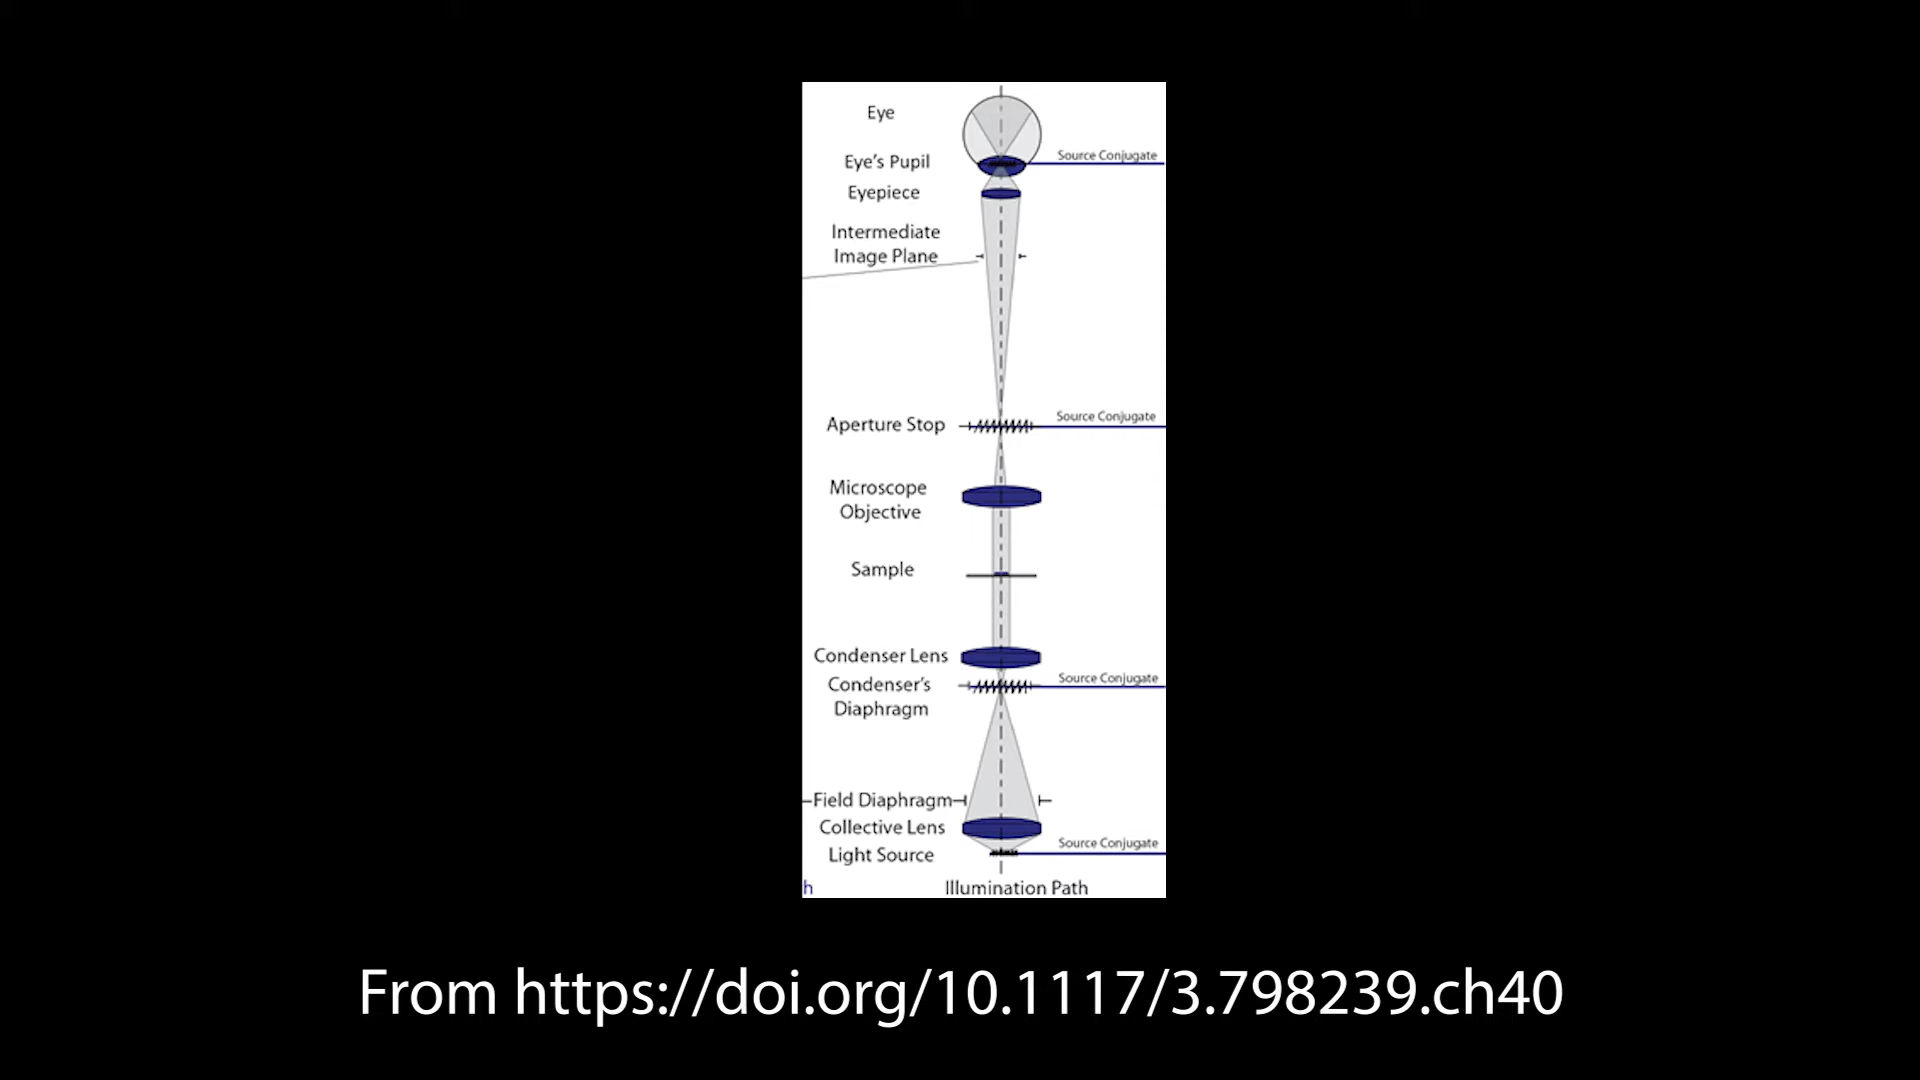 Eye
Eye's Pupil
Source Conjugate
Eyepiece
Intermediate
Image Plane
Aperture Stop
Source Conjugate
Microscope
Objective
Sample
Condenser Lens
Condenser's
Diaphragm
Source Conjugate
Field Diaphragm
Collective Lens
Light Source
Source Conjugate
h
Illumination Path
From https://doi.org/10.1117/3.798239.ch40